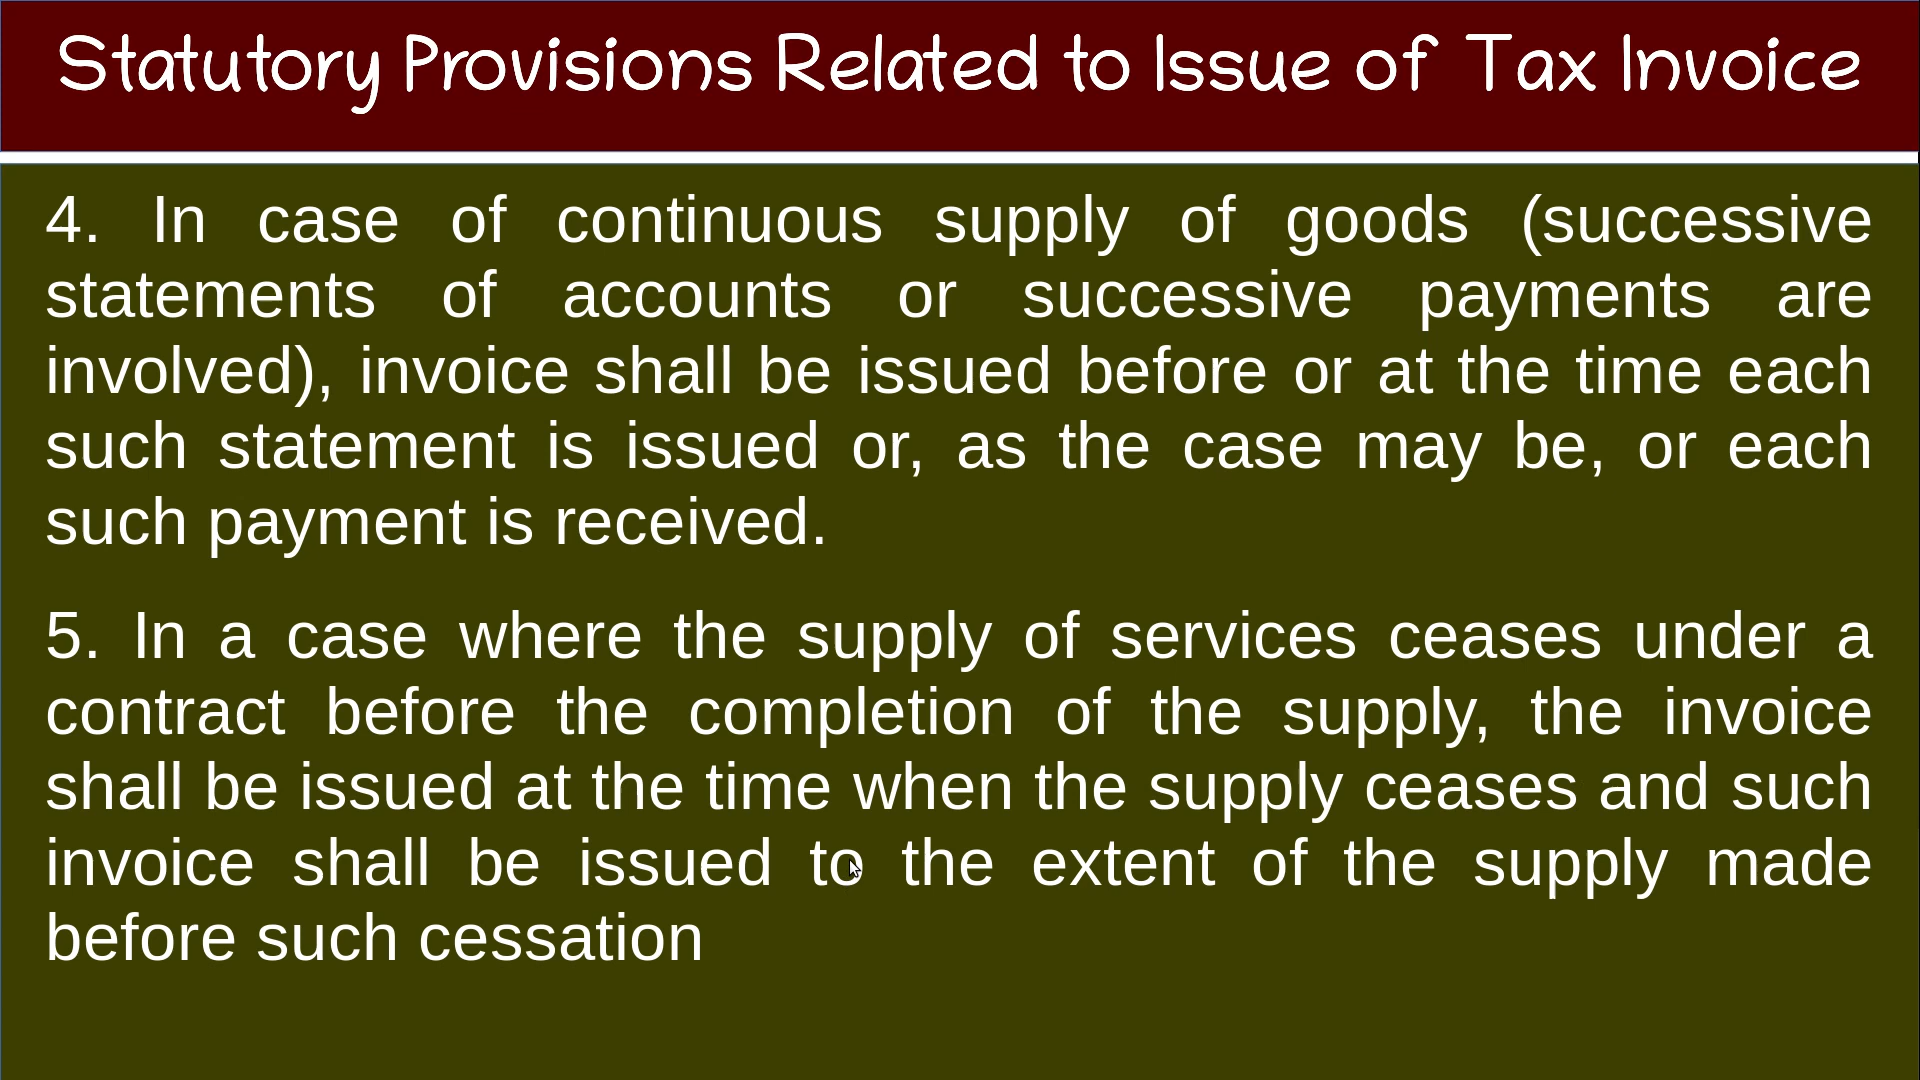 Statutory Provisions Related to Issue of Tax Invoice
4. In case of continuous supply of goods (successive
statements of accounts or successive payments are
involved), invoice shall be issued before or at the time each
such statement is issued or, as the case may be, or each
such payment is received.
5. In a case where the supply of services ceases under a
contract before the completion of the supply, the invoice
shall be issued at the time when the supply ceases and such
invoice shall be issued to the extent of the supply made
before such cessation